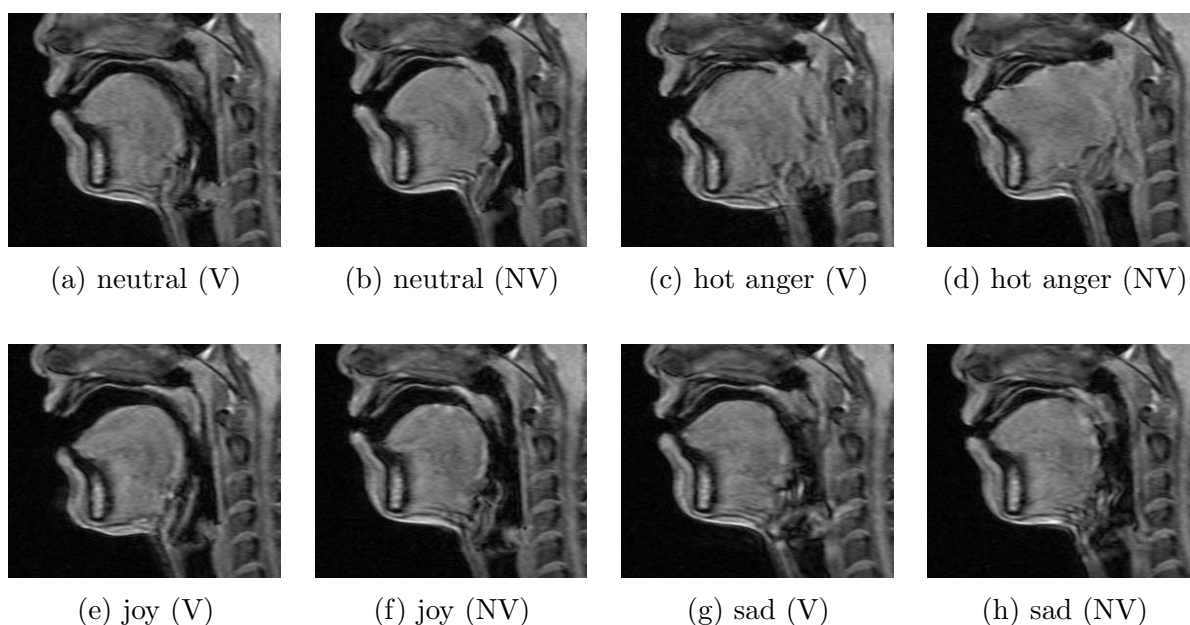 (a) neutral (V) (b) neutral (NV) (c) hot anger (V) (d) hot anger (NV)
(e) joy (V) (f) joy (NV) (g) sad (V) (h) sad (NV)